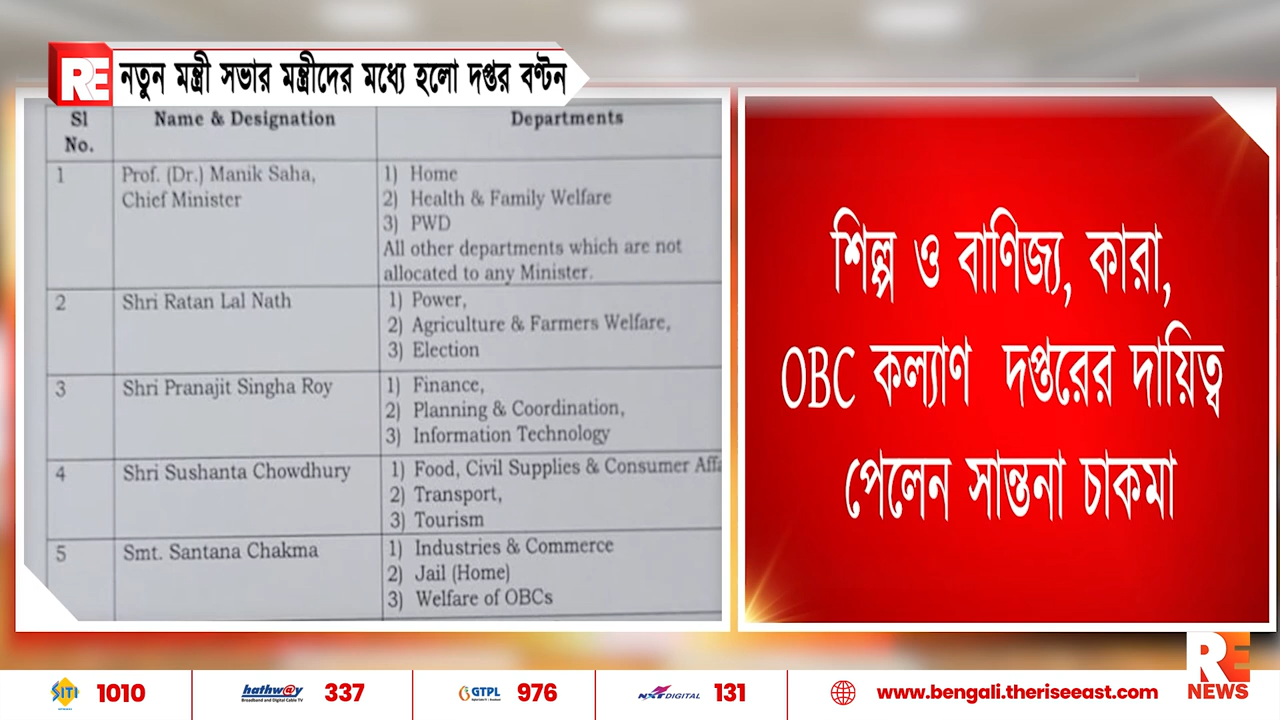 RE
নতুন মন্ত্রী সভার মন্ত্রীদের মধ্যে হলো দপ্তর বণ্টন
Sl No.
Name & Designation
Departments
1
Prof. (Dr.) Manik Saha,
Chief Minister
1) Home
2) Health & Family Welfare
3) PWD
All other departments which are not
allocated to any Minister.
2
Shri Ratan Lal Nath
1) Power,
2) Agriculture & Farmers Welfare,
3) Election
3
Shri Pranajit Singha Roy
1) Finance,
2) Planning & Coordination,
3) Information Technology
4
Shri Sushanta Chowdhury
1) Food, Civil Supplies & Consumer Affa
2) Transport,
3) Tourism
5
Smt. Santana Chakma
1) Industries & Commerce
2) Jail (Home)
3) Welfare of OBCs
শিল্প ও বাণিজ্য, কারা,
OBC কল্যাণ দপ্তরের দায়িত্ব
পেলেন সান্তনা চাকমা
RE
NEWS
SITI 1010
hathway 337
Broadband and Digital Cable TV
GTPL 976
NXT DIGITAL 131
www.bengali.theriseeast.com